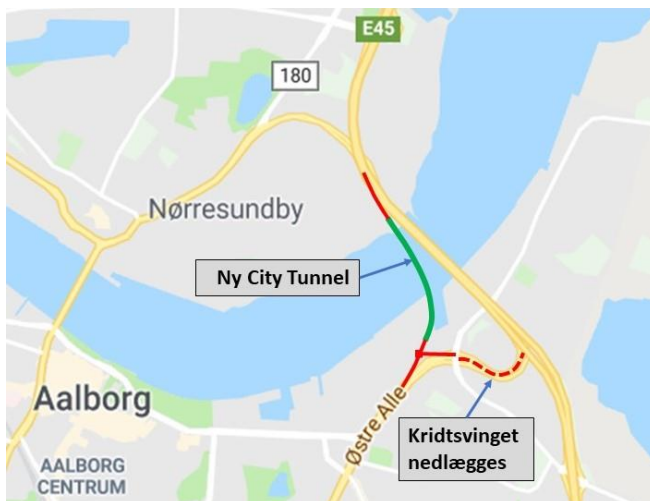 E45
180
Nørresundby
Ny City Tunnel
Aalborg
Østre Alle
Kridtsvinget
nedlægges
AALBORG
CENTRUM